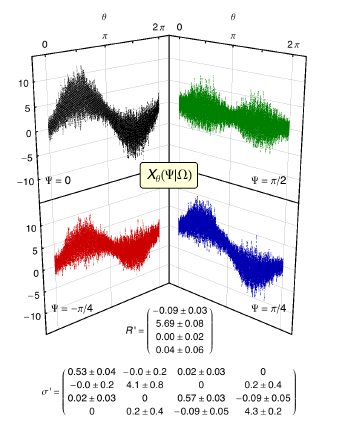 θ θ
0 π 2π 0 π 2π
10
5
0
−5
−10
Ψ = 0 Ψ = π/2
X_θ(Ψ|Ω)
10
5
0
−5
−10
Ψ = −π/4 Ψ = π/4
R' = (−0.09 ± 0.03
5.69 ± 0.08
0.00 ± 0.02
0.04 ± 0.06)
σ' = (0.53 ± 0.04 −0.0 ± 0.2 0.02 ± 0.03 0
−0.0 ± 0.2 4.1 ± 0.8 0 0.2 ± 0.4
0.02 ± 0.03 0 0.57 ± 0.03 −0.09 ± 0.05
0 0.2 ± 0.4 −0.09 ± 0.05 4.3 ± 0.2)